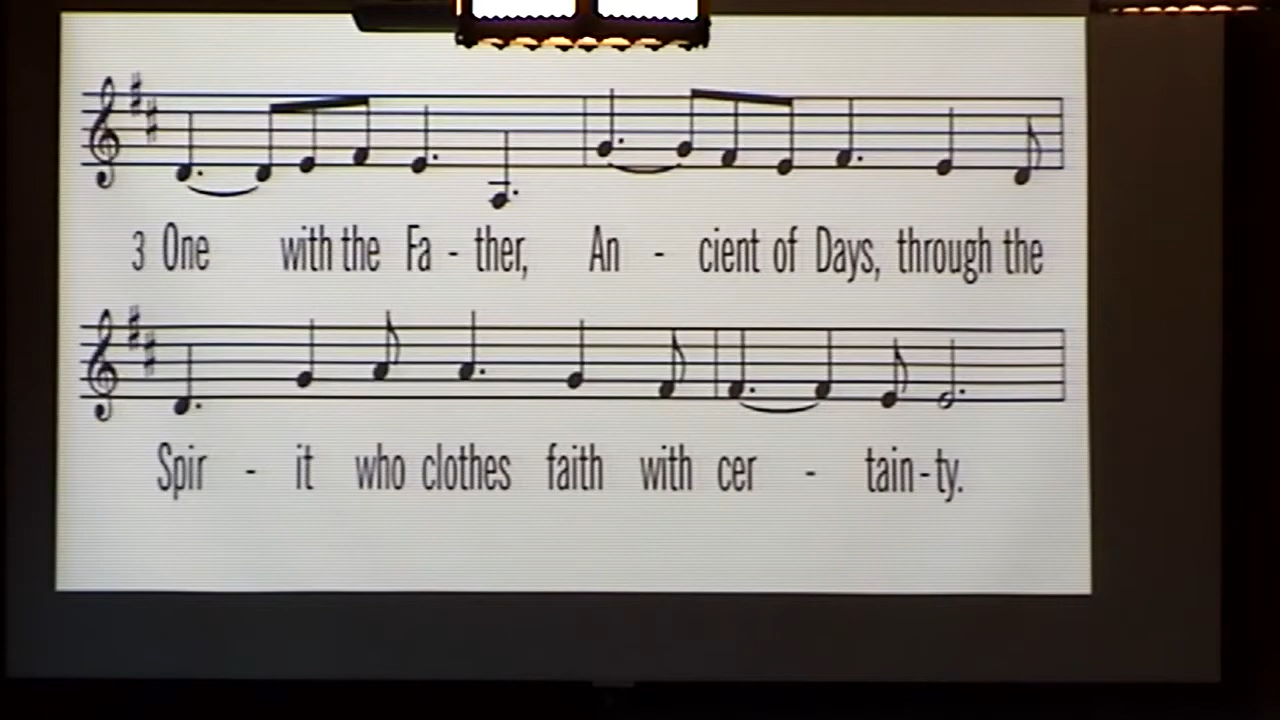 3 One with the Fa - ther, An - cient of Days, through the
Spir - it who clothes faith with cer - tain - ty.